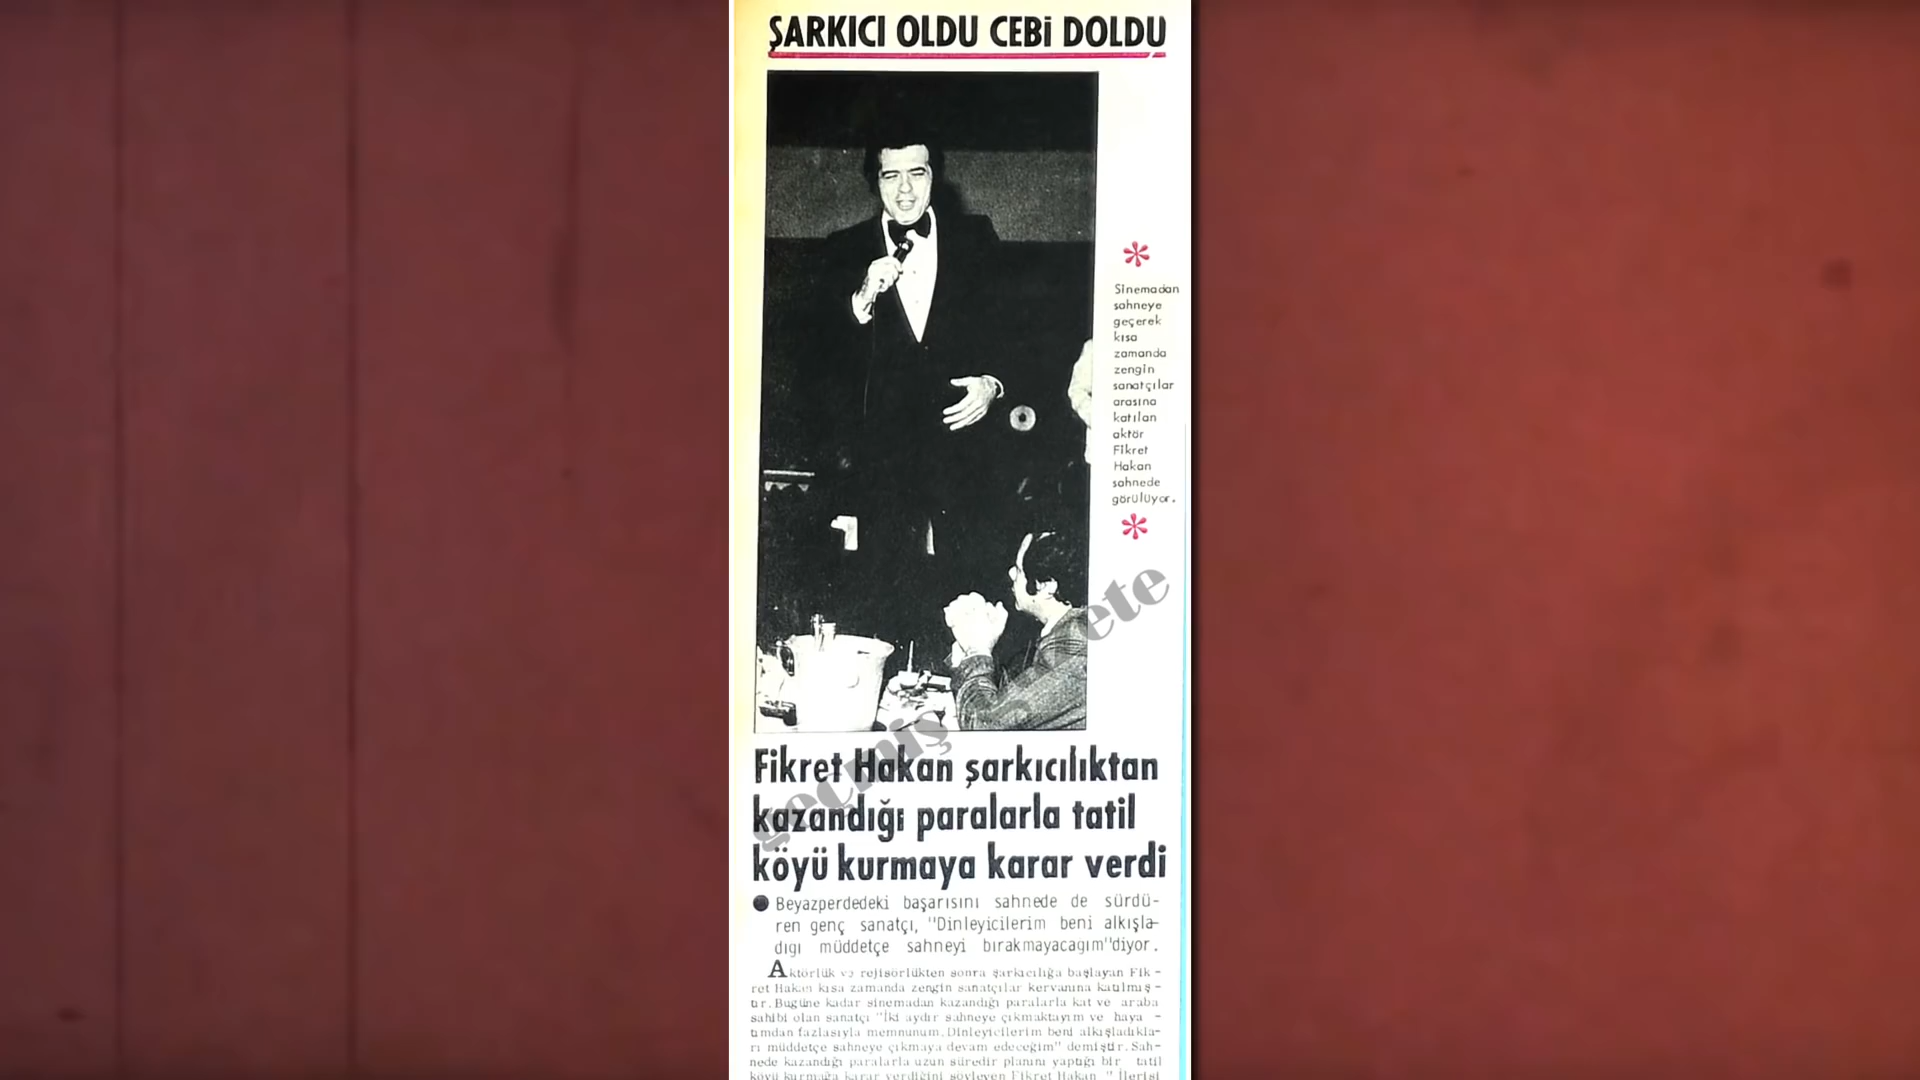 ŞARKICI OLDU CEBİ DOLDU
*
Sinemadan
sahneye
geçerek
kısa
zamanda
zengin
sanatçılar
arasına
katılan
aktör
Fikret
Hakan
sahnede
görülüyor.
*
geçmiş gazete
Fikret Hakan şarkıcılıktan
kazandığı paralarla tatil
köyü kurmaya karar verdi
● Beyazperdedeki başarısını sahnede de sürdü-
ren genç sanatçı, "Dinleyicilerim beni alkışla-
dıgı müddetçe sahneyi bırakmayacagım"diyor.
Aktörlük ve rejisörlükten sonra şarkıcılığa başlayan Fik-
ret Hakan kısa zamanda zengin sanatçılar kervanına katılmış-
tır. Bugüne kadar sinemadan kazandığı paralarla kat ve araba
sahibi olan sanatçı "İki aydır sahneye çıkmaktayım ve haya-
tımdan fazlasıyla memnunum. Dinleyicilerim beni alkışladıkla-
rı müddetçe sahneye çıkmaya devam edeceğim" demiştir. Sah-
nede kazandığı paralarla uzun süredir planını yaptığı bir tatil
köyü kurmağa karar verdiğini söyleyen Fikret Hakan " İlerisi